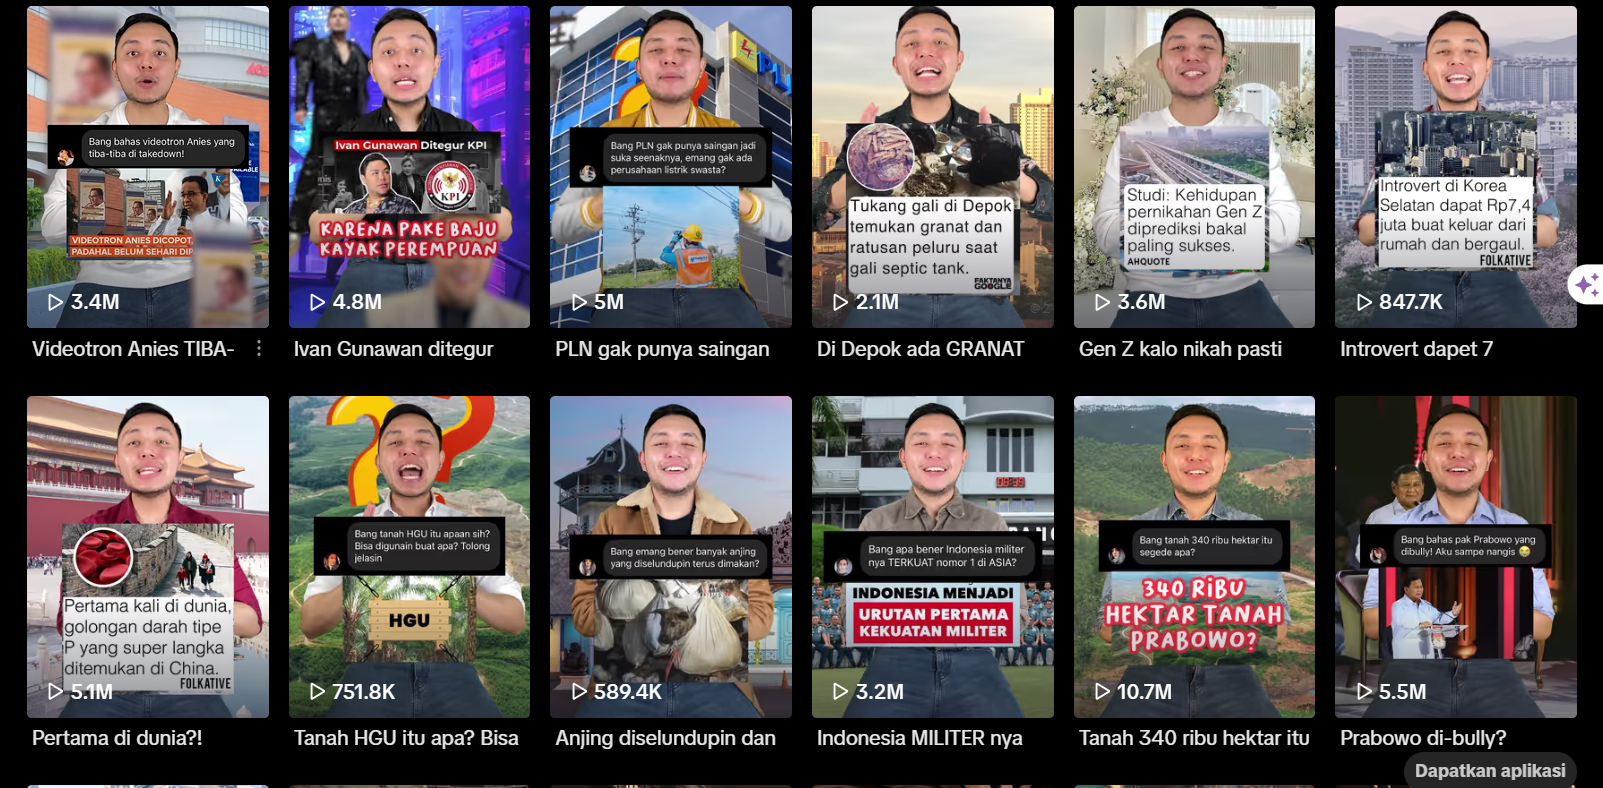 Bang bahas videotron Anies yang
tiba-tiba di takedown!
VIDEOTRON ANIES DICOPOT,
PADAHAL BELUM SEHARI DIP
3.4M
Videotron Anies TIBA-
Ivan Gunawan Ditegur KPI
KPI
KARENA PAKE BAJU
KAYAK PEREMPUAN
4.8M
Ivan Gunawan ditegur
PLN
Bang PLN gak punya saingan jadi
suka seenaknya, emang gak ada
perusahaan listrik swasta?
5M
PLN gak punya saingan
Tukang gali di Depok
temukan granat dan
ratusan peluru saat
gali septic tank.
FAKTANYA
GOOGLE
2.1M
Di Depok ada GRANAT
Studi: Kehidupan
pernikahan Gen Z
diprediksi bakal
paling sukses.
AHQUOTE
3.6M
Gen Z kalo nikah pasti
Introvert di Korea
Selatan dapat Rp7,4
juta buat keluar dari
rumah dan bergaul.
FOLKATIVE
847.7K
Introvert dapet 7
Pertama kali di dunia,
golongan darah tipe
P yang super langka
ditemukan di China.
FOLKATIVE
5.1M
Pertama di dunia?!
??
Bang tanah HGU itu apaan sih?
Bisa digunain buat apa? Tolong
jelasin
HGU
751.8K
Tanah HGU itu apa? Bisa
Bang emang bener banyak anjing
yang diselundupin terus dimakan?
589.4K
Anjing diselundupin dan
Bang apa bener Indonesia militer
nya TERKUAT nomor 1 di ASIA?
INDONESIA MENJADI
URUTAN PERTAMA
KEKUATAN MILITER
3.2M
Indonesia MILITER nya
Bang tanah 340 ribu hektar itu
segede apa?
340 RIBU
HEKTAR TANAH
PRABOWO?
10.7M
Tanah 340 ribu hektar itu
Bang bahas pak Prabowo yang
dibully! Aku sampe nangis 😭
5.5M
Prabowo di-bully?
Dapatkan aplikasi